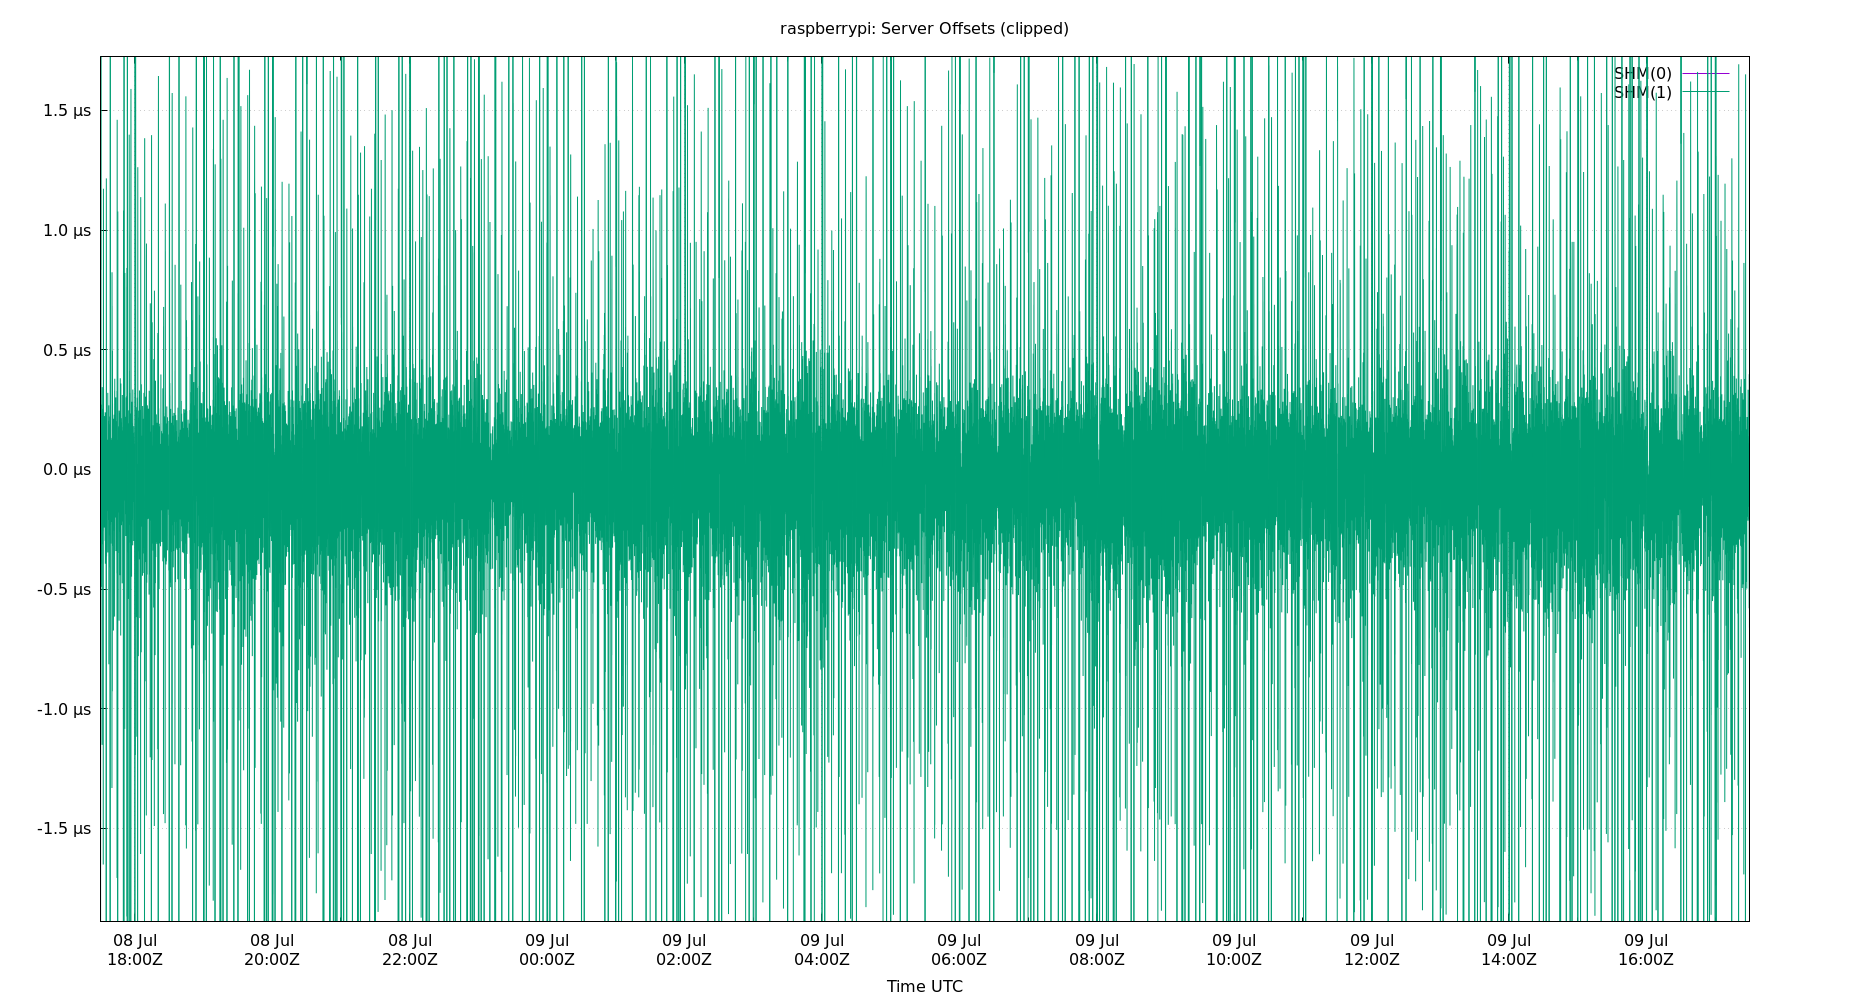 raspberrypi: Server Offsets (clipped)
SHM(0)
SHM(1)
1.5 µs
1.0 µs
0.5 µs
0.0 µs
-0.5 µs
-1.0 µs
-1.5 µs
08 Jul 08 Jul 08 Jul 09 Jul 09 Jul 09 Jul 09 Jul 09 Jul 09 Jul 09 Jul 09 Jul 09 Jul
18:00Z 20:00Z 22:00Z 00:00Z 02:00Z 04:00Z 06:00Z 08:00Z 10:00Z 12:00Z 14:00Z 16:00Z
Time UTC